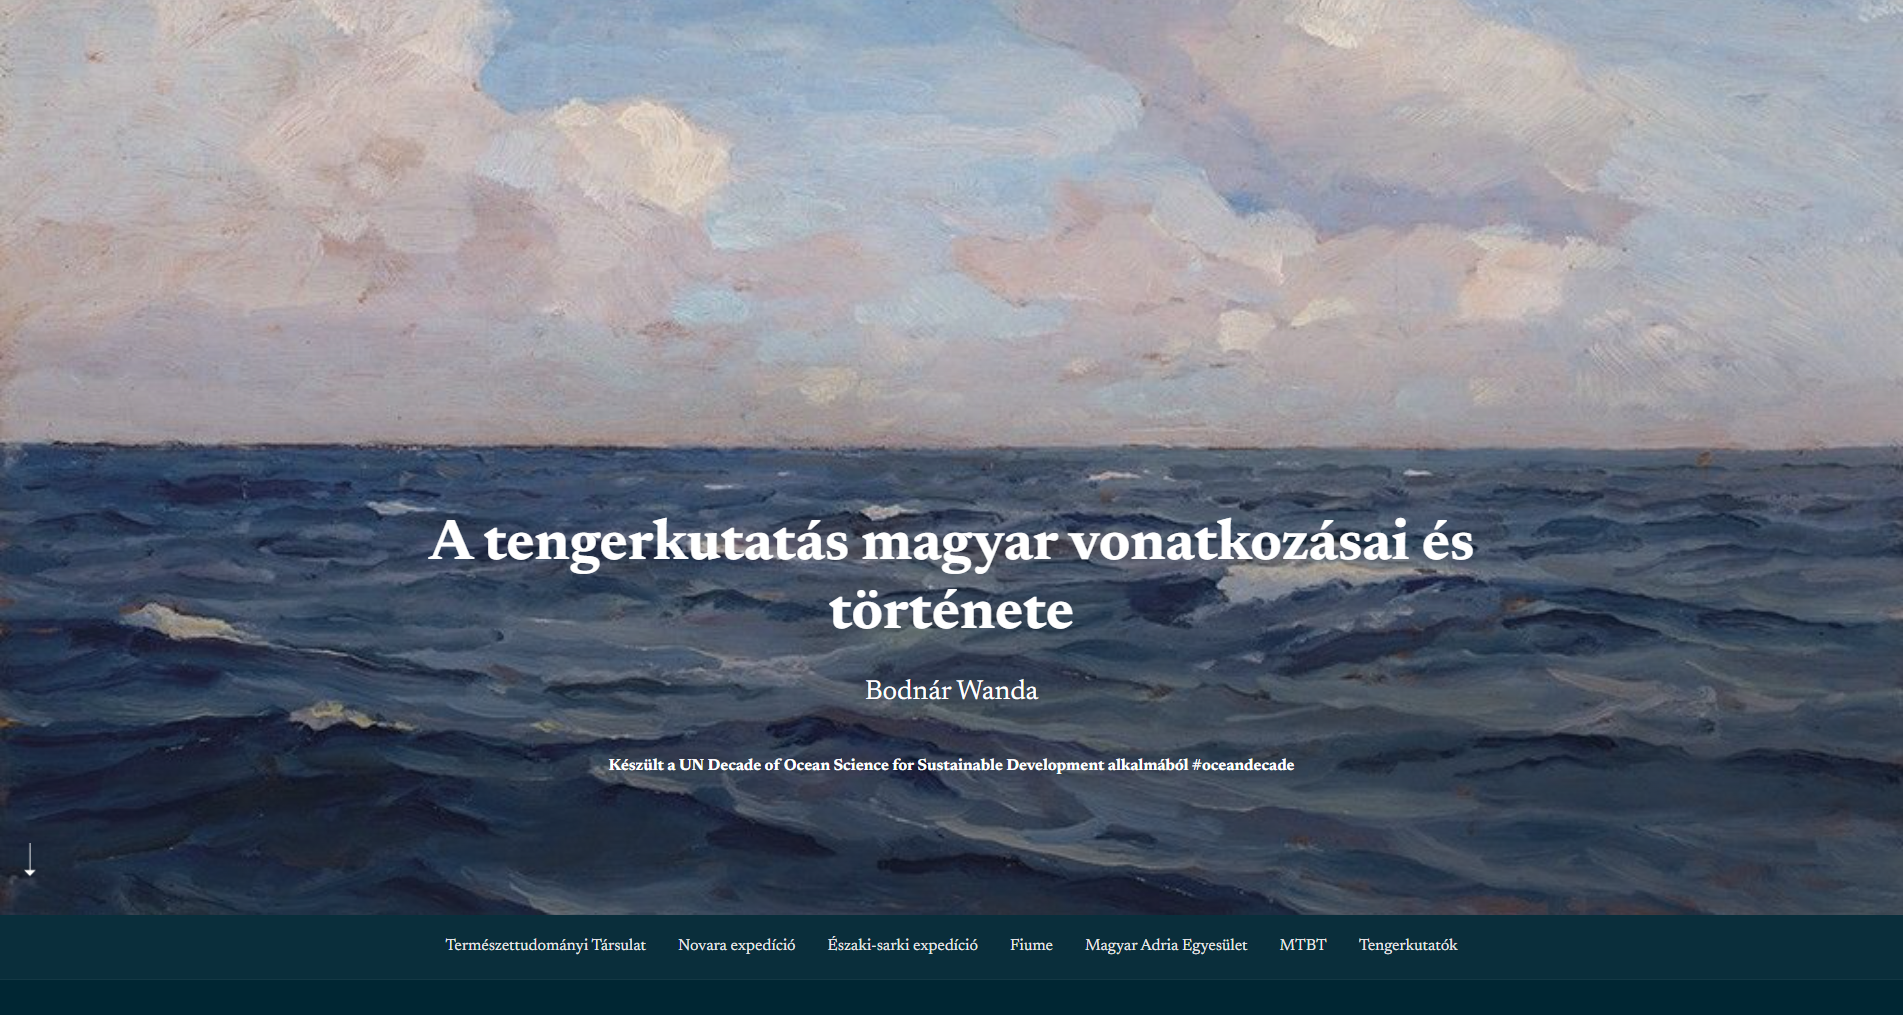 A tengerkutatás magyar vonatkozásai és
története
Bodnár Wanda
Készült a UN Decade of Ocean Science for Sustainable Development alkalmából #oceandecade
Természettudományi Társulat Novara expedíció Északi-sarki expedíció Fiume Magyar Adria Egyesület MTBT Tengerkutatók